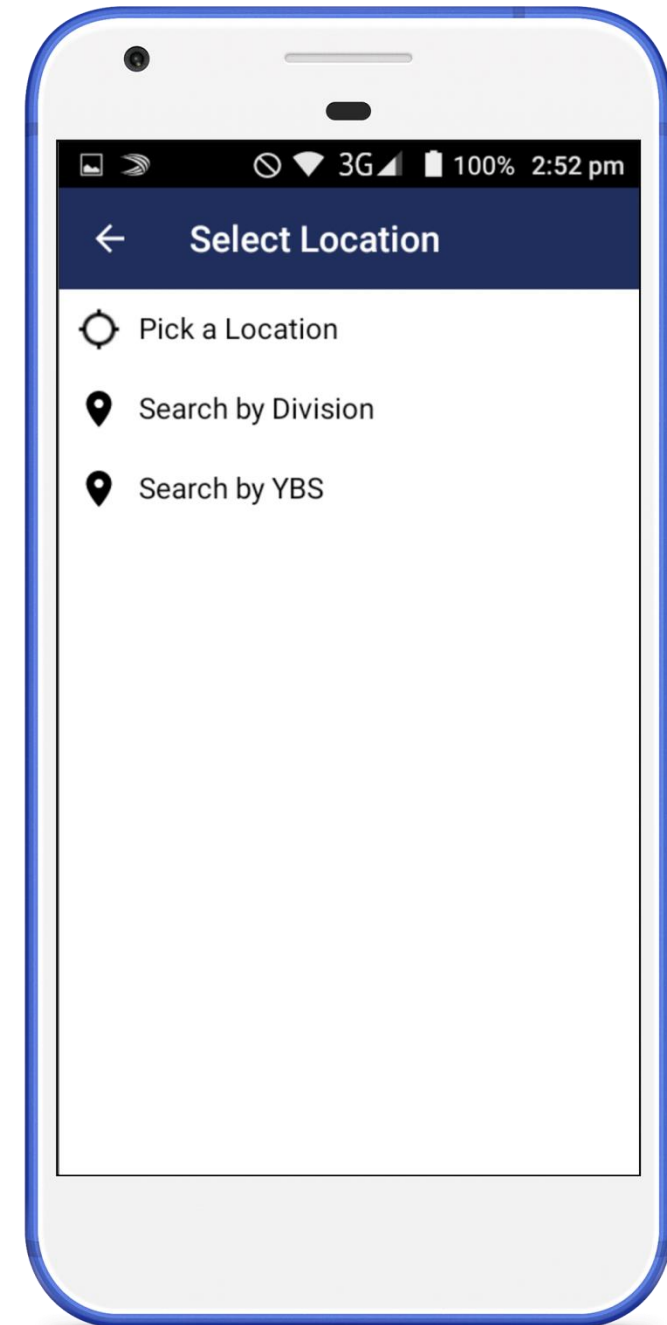 3G 100% 2:52 pm
Select Location
Pick a Location
Search by Division
Search by YBS